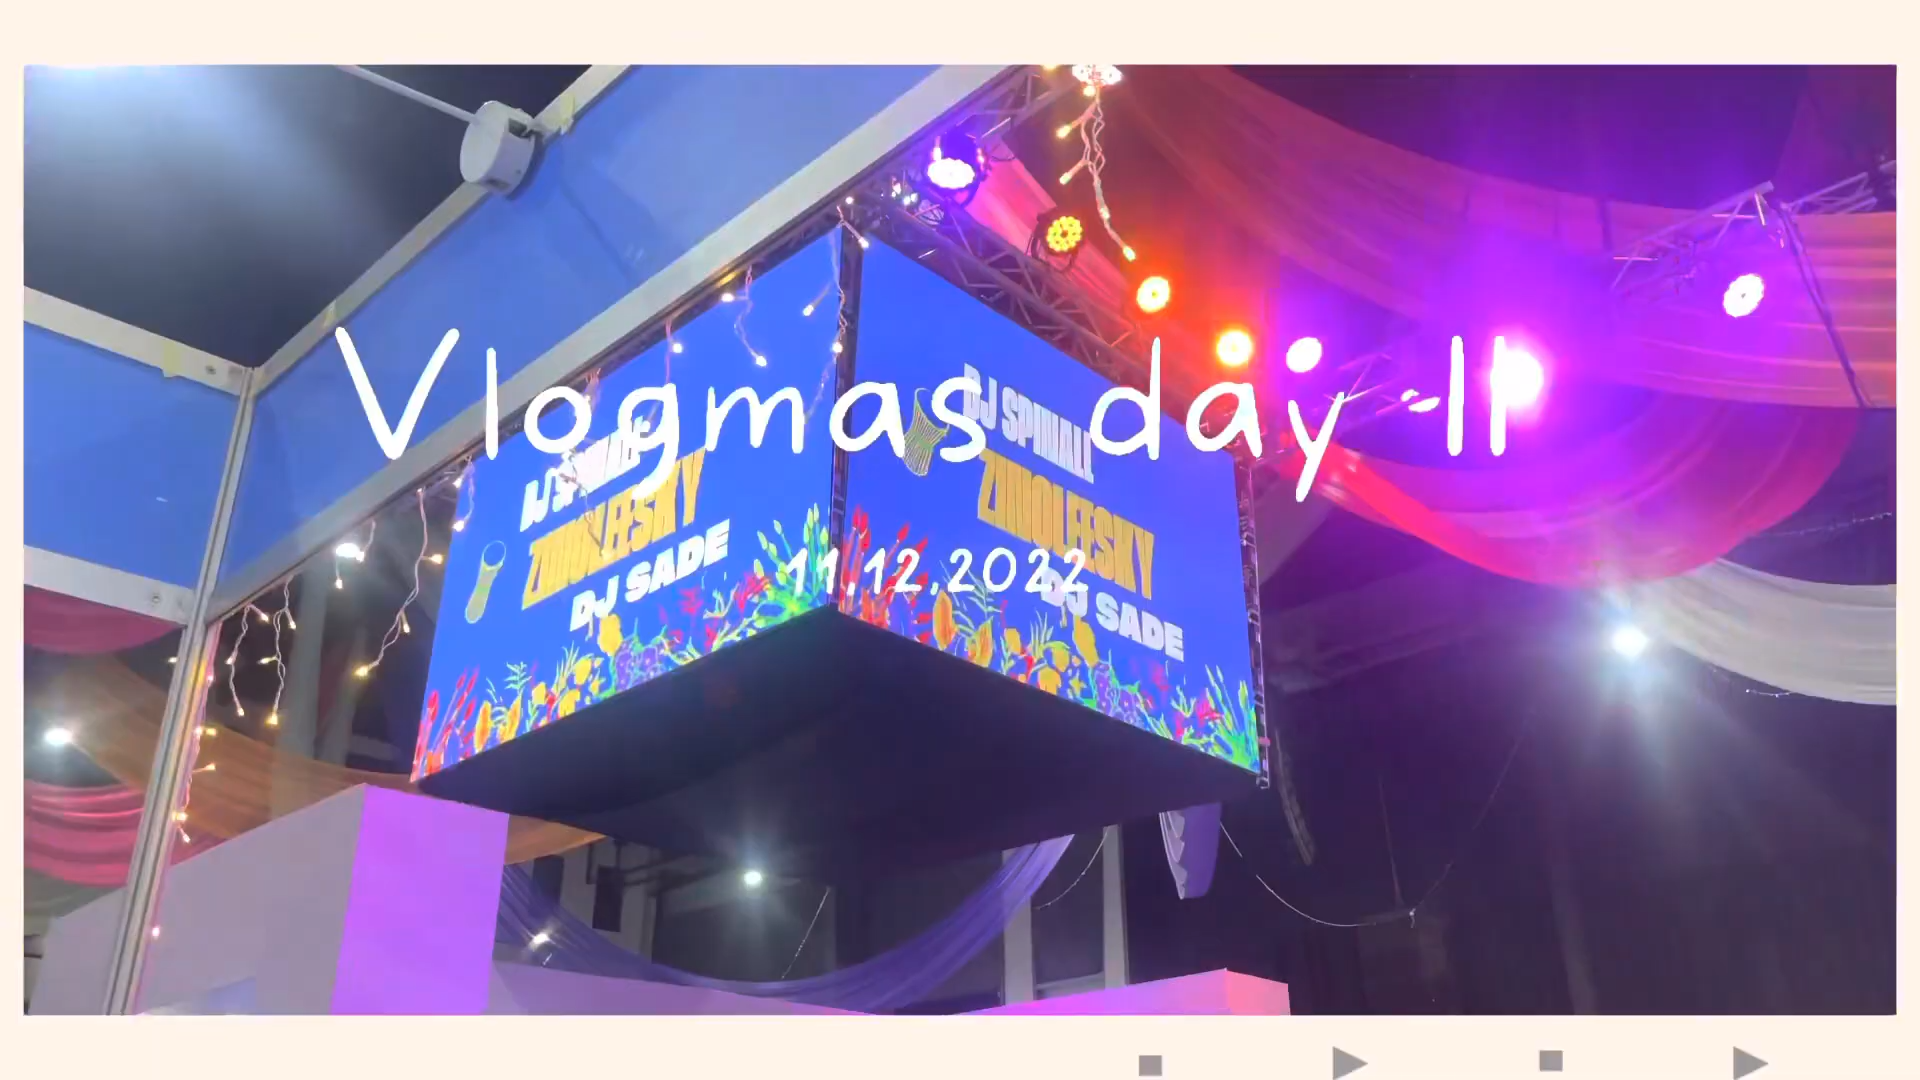 Vlogmas day 11
11.12.2022
DJ SPINALL
ZINOLEESKY
DJ SADE
DJ SPINALL
ZINOLEESKY
DJ SADE